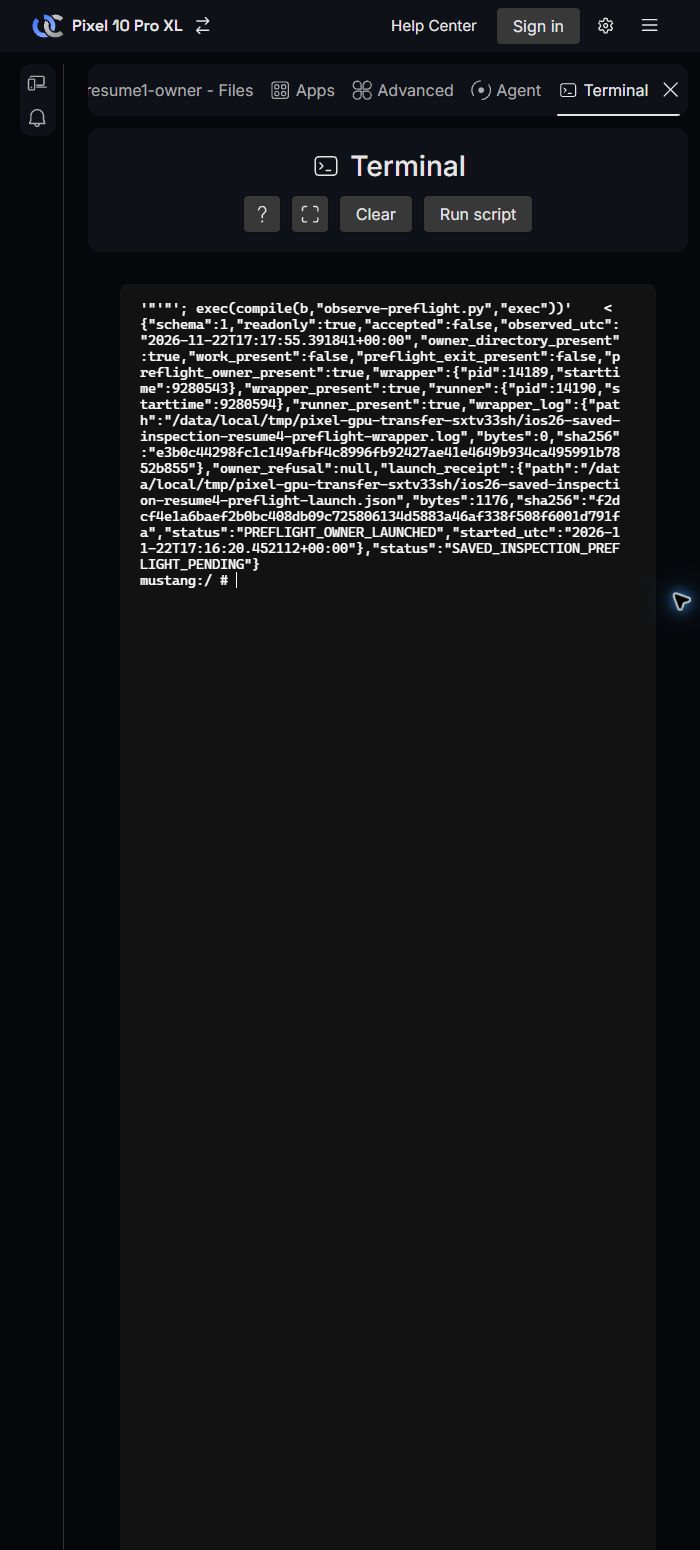 Pixel 10 Pro XL
Help Center
Sign in
resume1-owner - Files
Apps
Advanced
Agent
Terminal
Terminal
?
Clear
Run script
'"'"'; exec(compile(b,"observe-preflight.py","exec"))'    <
{"schema":1,"readonly":true,"accepted":false,"observed_utc":
"2026-11-22T17:17:55.391841+00:00","owner_directory_present"
:true,"work_present":false,"preflight_exit_present":false,"p
reflight_owner_present":true,"wrapper":{"pid":14189,"startti
me":9280543},"wrapper_present":true,"runner":{"pid":14190,"s
tarttime":9280594},"runner_present":true,"wrapper_log":{"pat
h":"/data/local/tmp/pixel-gpu-transfer-sxtv33sh/ios26-saved-
inspection-resume4-preflight-wrapper.log","bytes":0,"sha256"
:"e3b0c44298fc1c149afbf4c8996fb92427ae41e4649b934ca495991b78
52b855"},"owner_refusal":null,"launch_receipt":{"path":"/dat
a/local/tmp/pixel-gpu-transfer-sxtv33sh/ios26-saved-inspecti
on-resume4-preflight-launch.json","bytes":1176,"sha256":"f2d
cf4e1a6baef2b0bc408db09c725806134d5883a46af338f508f6001d791f
a","status":"PREFLIGHT_OWNER_LAUNCHED","started_utc":"2026-1
1-22T17:16:20.452112+00:00"},"status":"SAVED_INSPECTION_PREF
LIGHT_PENDING"}
mustang:/ #